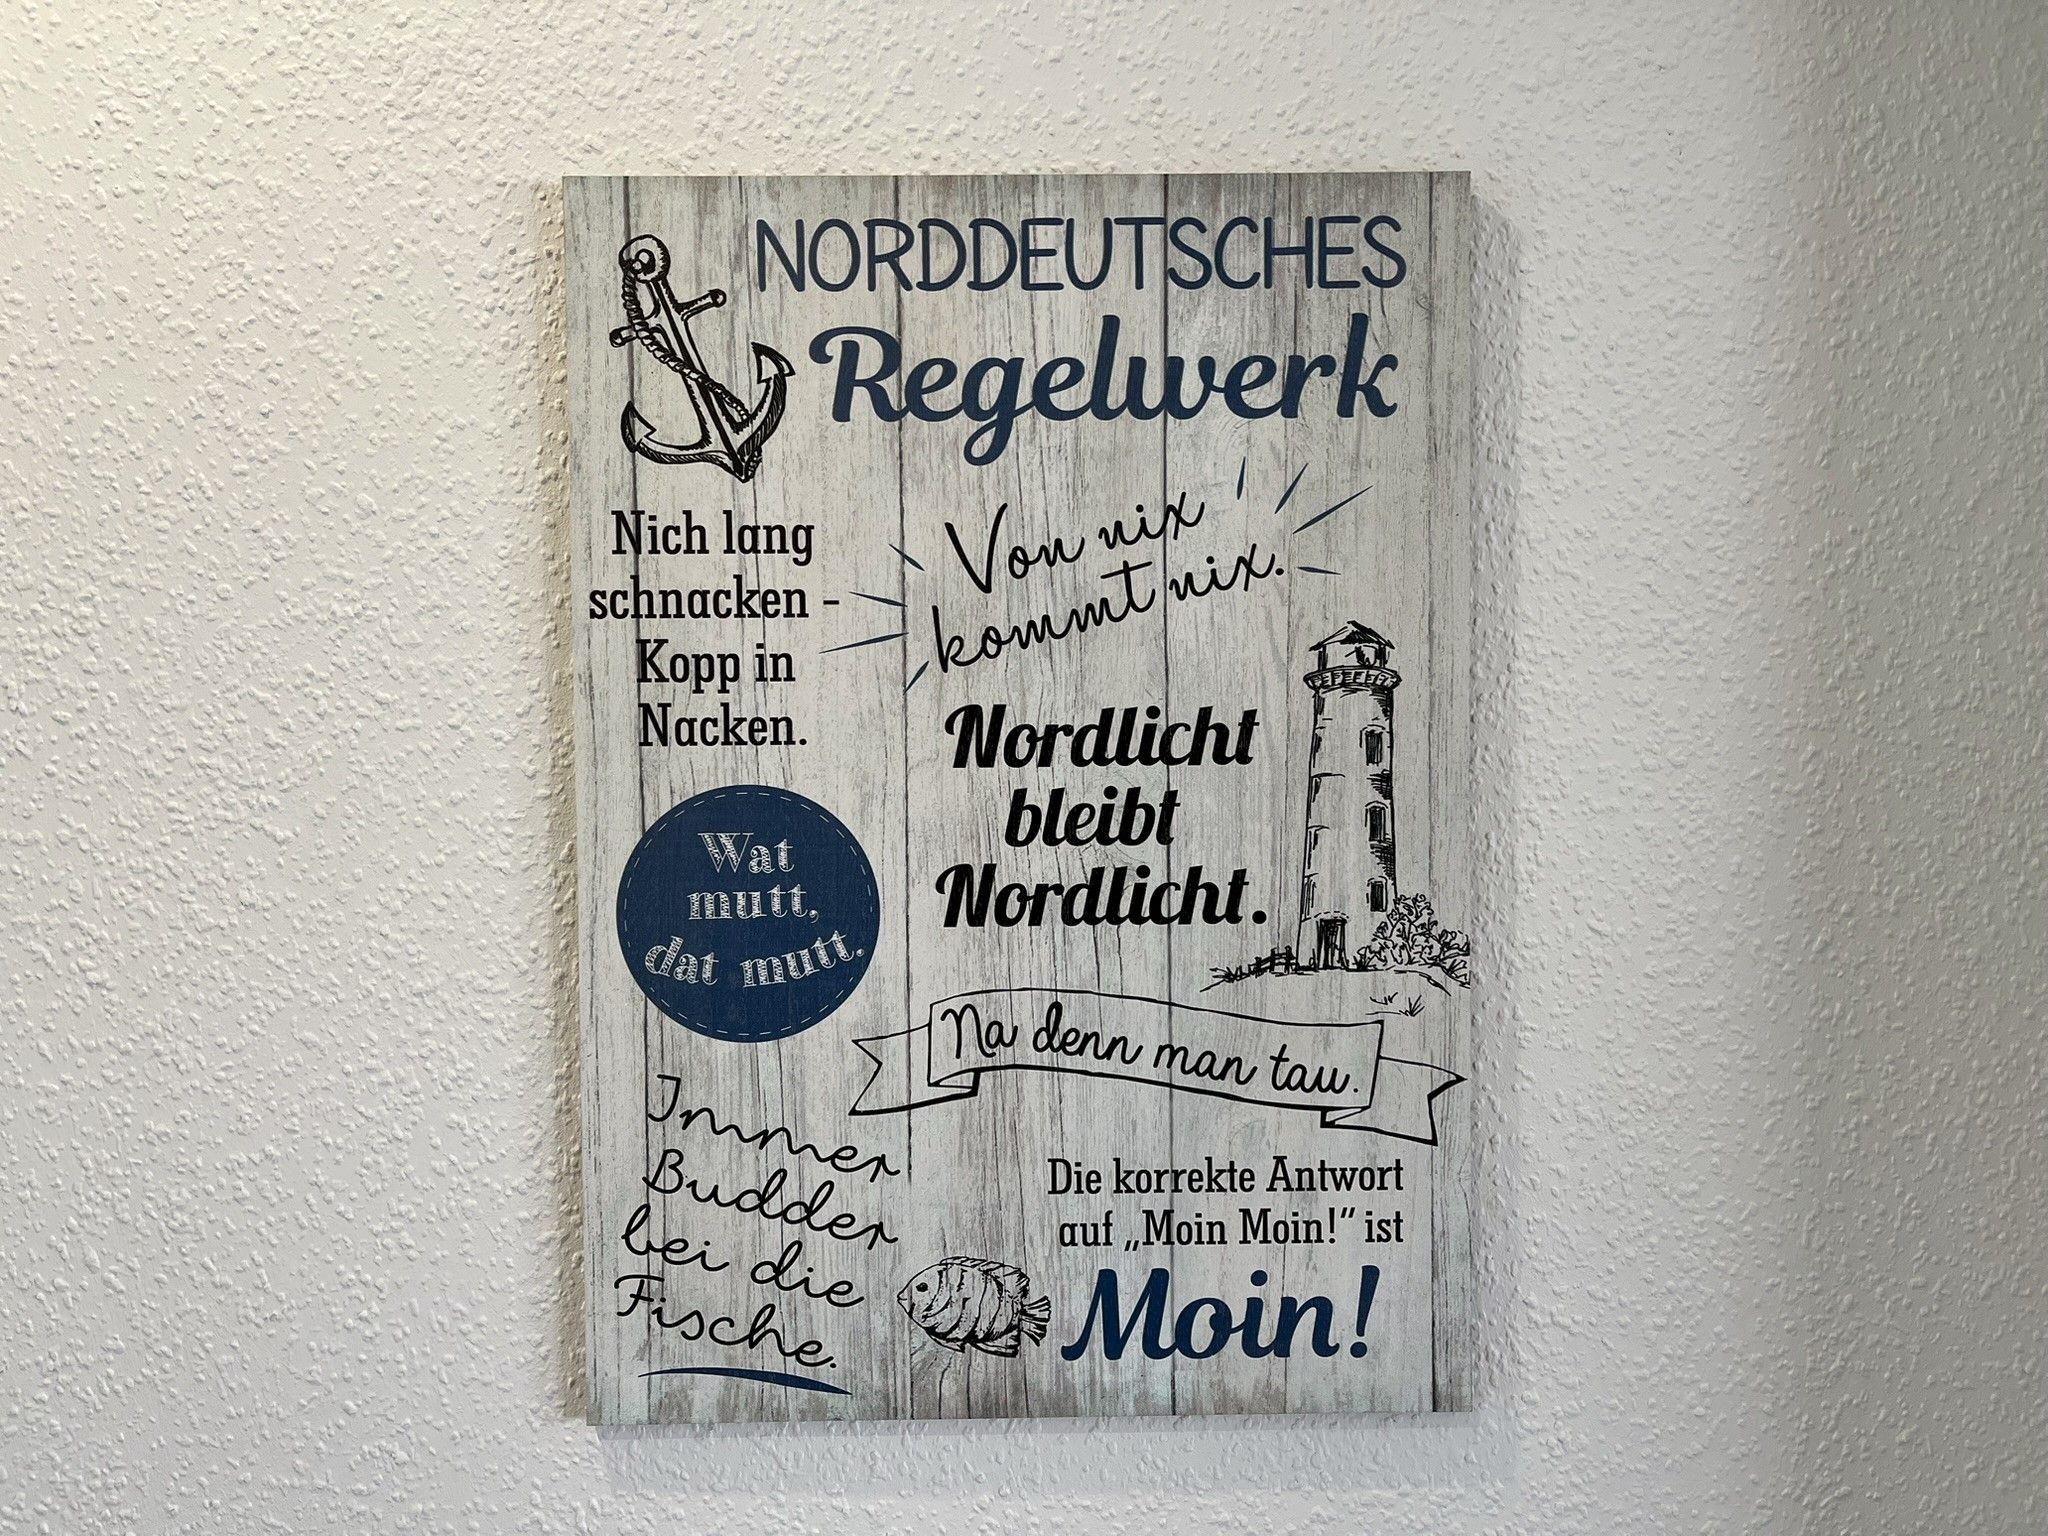 NORDDEUTSCHES
Regelwerk
Nich lang
schnacken –
Kopp in
Nacken.
Von nix
kommt nix.
Nordlicht
bleibt
Nordlicht.
Wat
mutt,
dat mutt.
Na denn man tau.
Immer
Budder
bei die
Fische.
Die korrekte Antwort
auf „Moin Moin!“ ist
Moin!